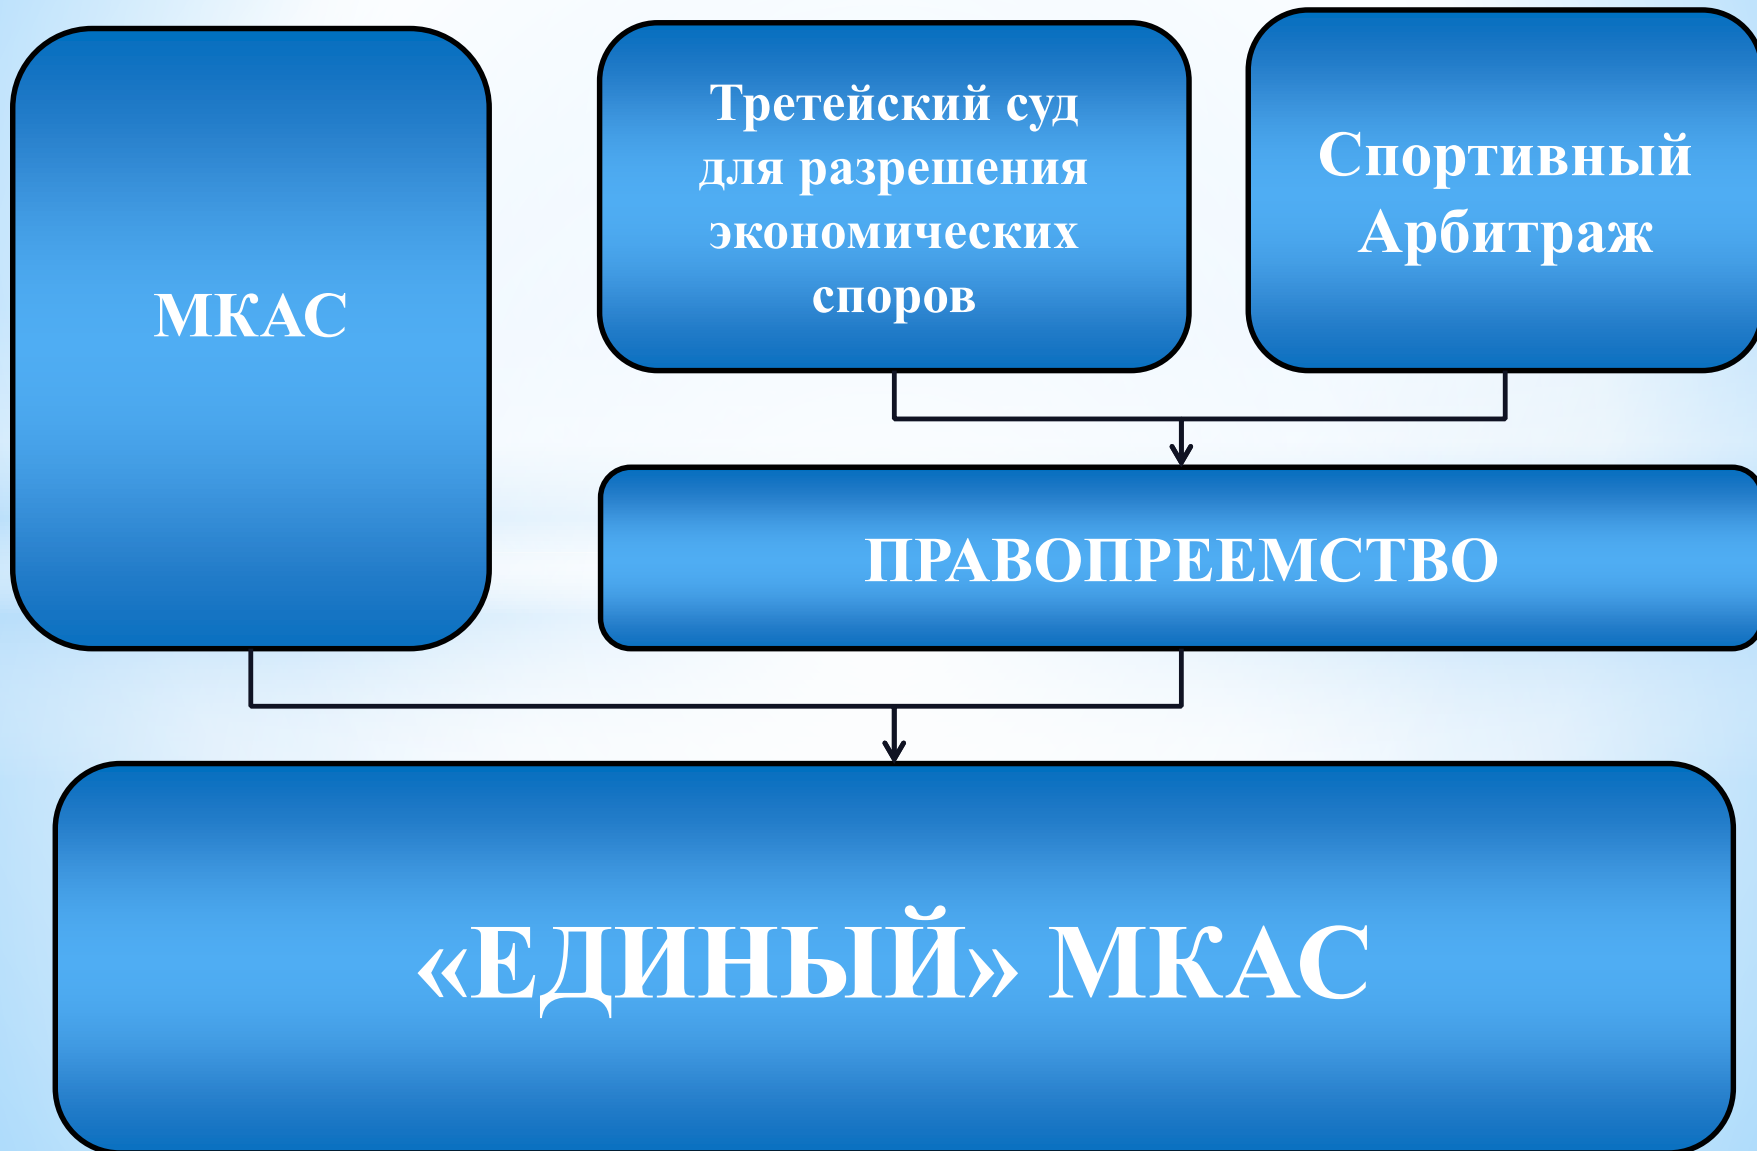 МКАС
Третейский суд
для разрешения
экономических
споров
Спортивный
Арбитраж
ПРАВОПРЕЕМСТВО
«ЕДИНЫЙ» МКАС